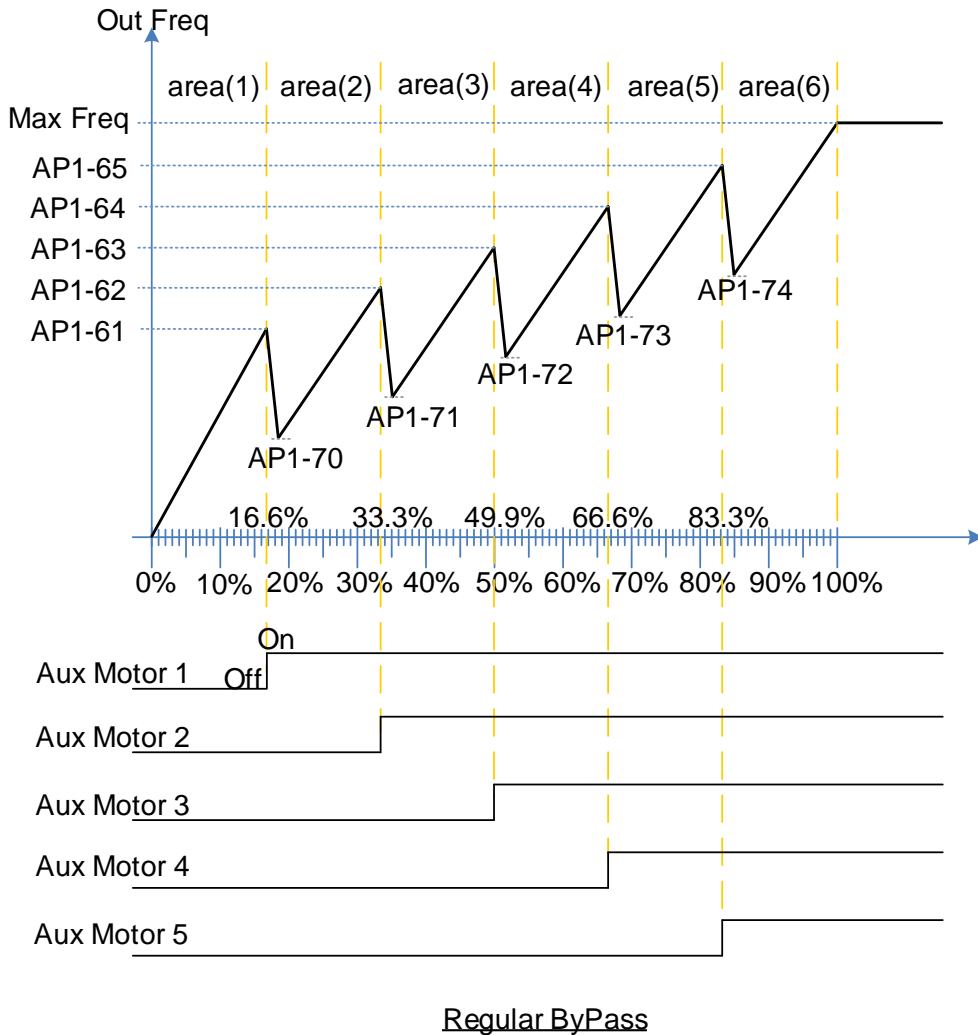 Out Freq
area(1) area(2) area(3) area(4) area(5) area(6)
Max Freq
AP1-65
AP1-64
AP1-63
AP1-62
AP1-61
AP1-74
AP1-73
AP1-72
AP1-71
AP1-70
16.6% 33.3% 49.9% 66.6% 83.3%
0% 10% 20% 30% 40% 50% 60% 70% 80% 90% 100%
On
Aux Motor 1 Off
Aux Motor 2
Aux Motor 3
Aux Motor 4
Aux Motor 5
Regular ByPass